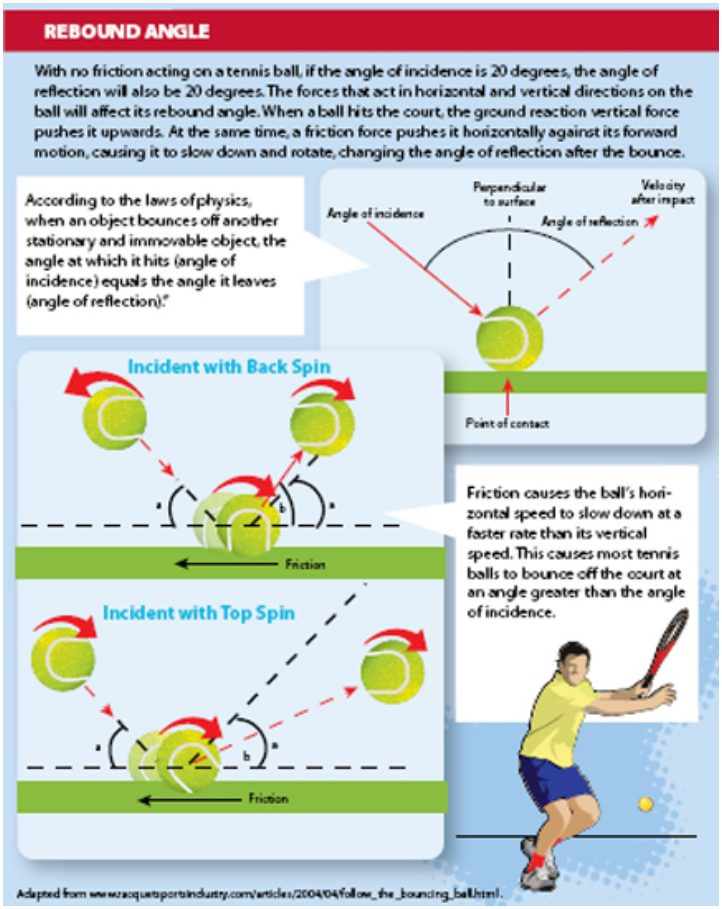 REBOUND ANGLE
With no friction acting on a tennis ball, if the angle of incidence is 20 degrees, the angle of
reflection will also be 20 degrees. The forces that act in horizontal and vertical directions on the
ball will affect its rebound angle. When a ball hits the court, the ground reaction vertical force
pushes it upwards. At the same time, a friction force pushes it horizontally against its forward
motion, causing it to slow down and rotate, changing the angle of reflection after the bounce.
According to the laws of physics,
when an object bounces off another
stationary and immovable object, the
angle at which it hits (angle of
incidence) equals the angle it leaves
(angle of reflection)."
Angle of incidence
Perpendicular
to surface
Velocity
after impact
Angle of reflection
Point of contact
Incident with Back Spin
a
b
a
Friction
Friction causes the ball's hori-
zontal speed to slow down at a
faster rate than its vertical
speed. This causes most tennis
balls to bounce off the court at
an angle greater than the angle
of incidence.
Incident with Top Spin
a
b
a
Friction
Adapted from www.racquetsportsindustry.com/articles/2004/04/follow_the_bouncing_ball.html.